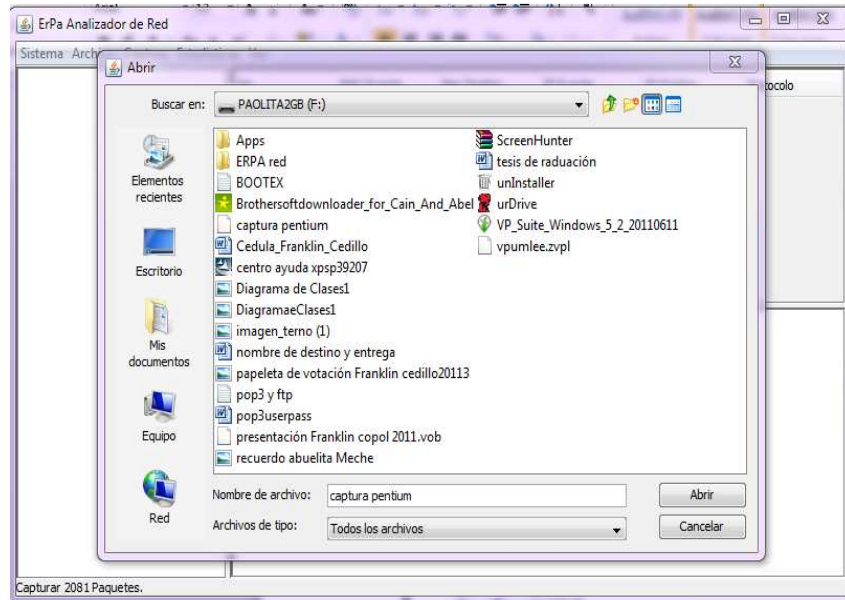 ErPa Analizador de Red
Sistema
Abrir
Buscar en: PAOLITA2GB (F:)
Elementos recientes
Escritorio
Mis documentos
Equipo
Red
Apps
ERPA red
BOOTEX
Brothersoftdownloader_for_Cain_And_Abel
captura pentium
Cedula_Franklin_Cedillo
centro ayuda xpsp39207
Diagrama de Clases1
DiagramaeClases1
imagen_terno (1)
nombre de destino y entrega
papeleta de votación Franklin cedillo20113
pop3 y ftp
pop3userpass
presentación Franklin copol 2011.vob
recuerdo abuelita Meche
ScreenHunter
tesis de raduación
unInstaller
urDrive
VP_Suite_Windows_5_2_20110611
vpumlee.zvpl
Nombre de archivo: captura pentium
Abrir
Archivos de tipo: Todos los archivos
Cancelar
Capturar 2081 Paquetes.